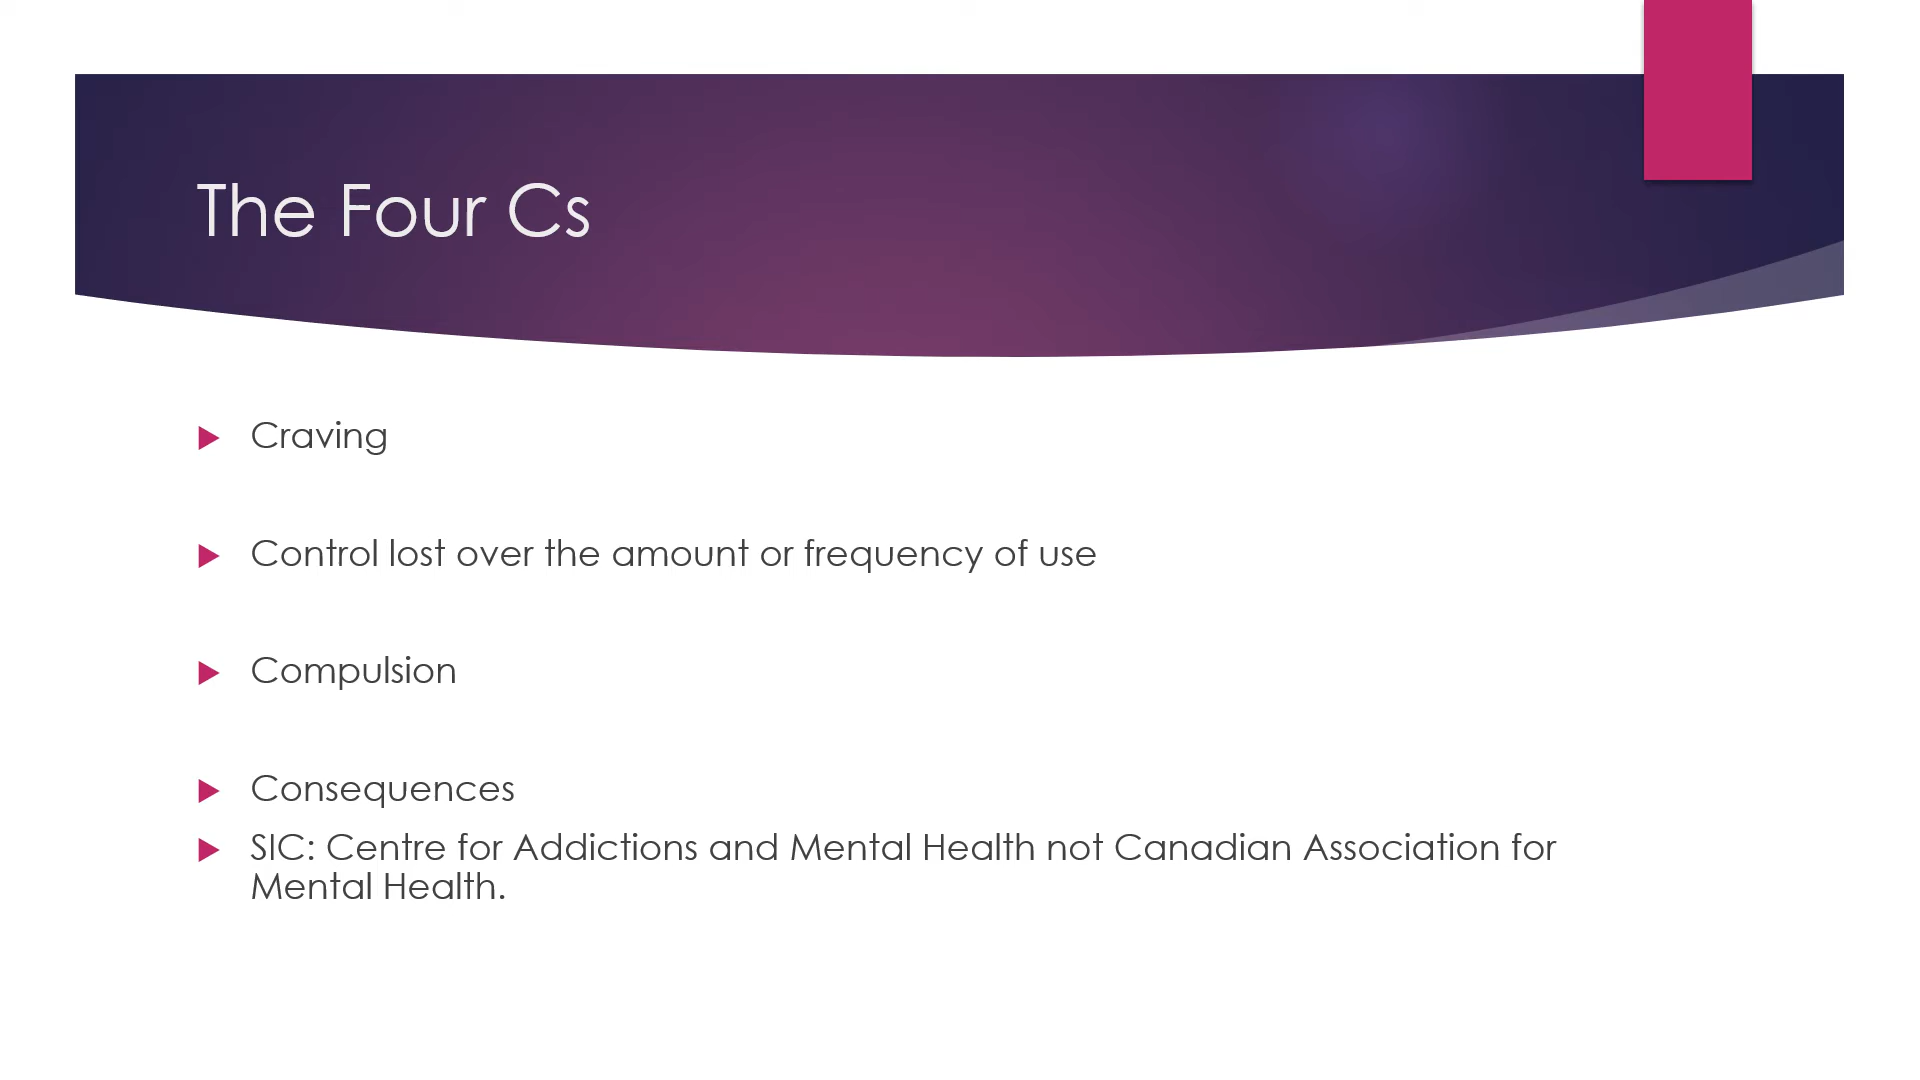 The Four Cs
Craving
Control lost over the amount or frequency of use
Compulsion
Consequences
SIC: Centre for Addictions and Mental Health not Canadian Association for
Mental Health.